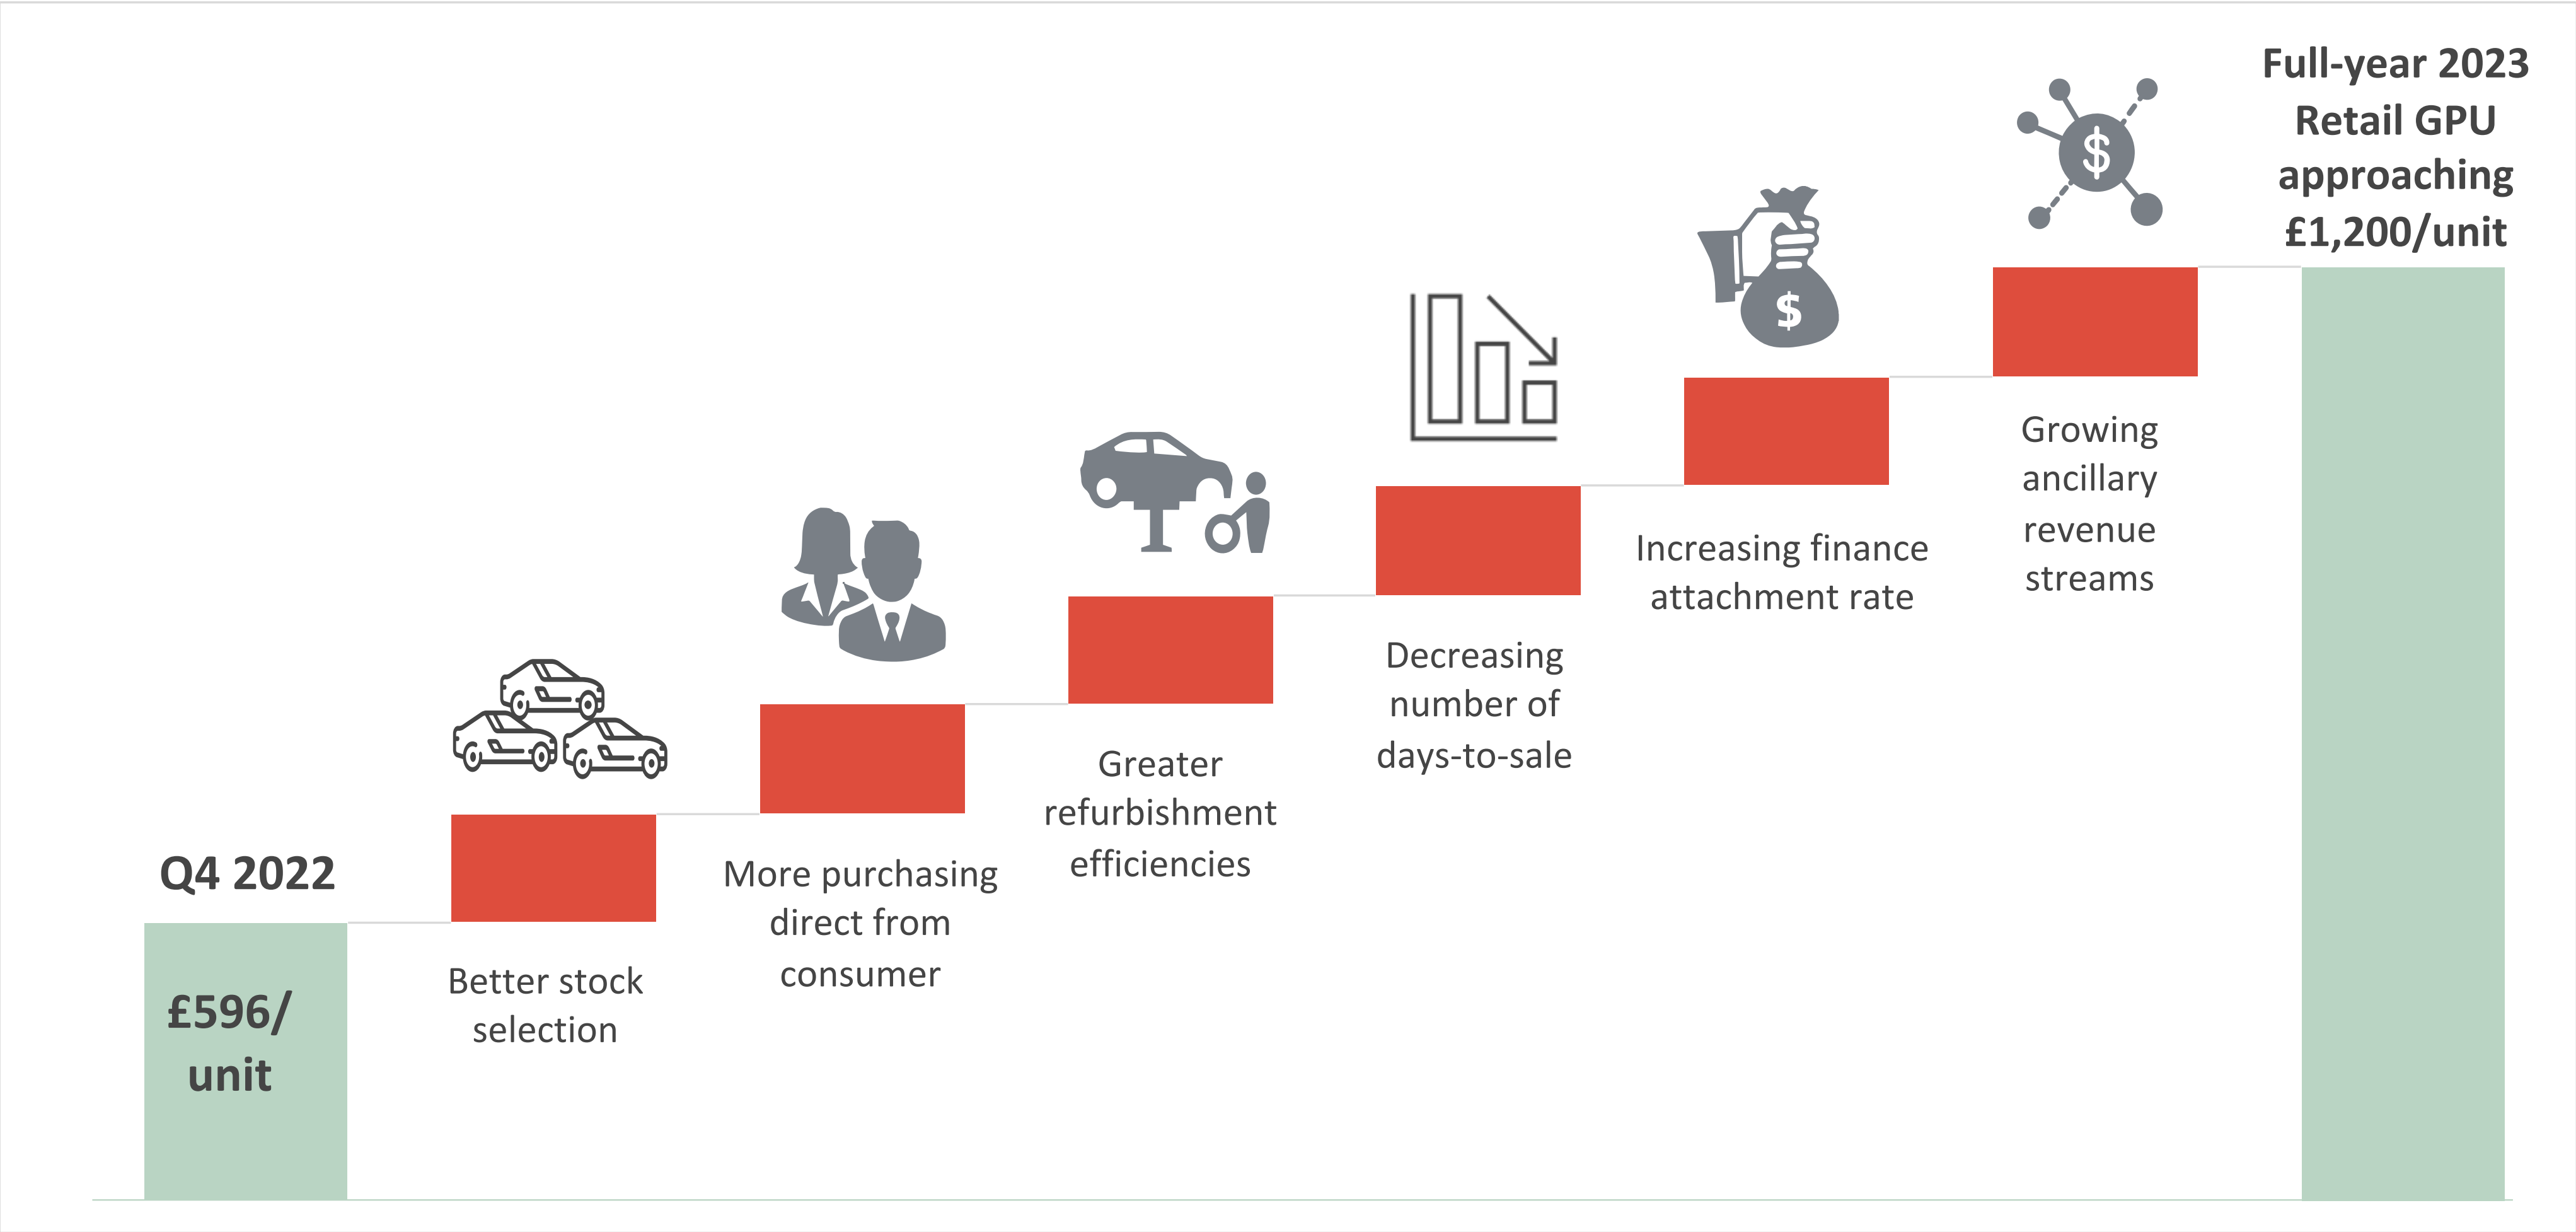 Q4 2022
£596/
unit
Better stock
selection
More purchasing
direct from
consumer
Greater
refurbishment
efficiencies
Decreasing
number of
days-to-sale
$
Increasing finance
attachment rate
$
Growing
ancillary
revenue
streams
Full-year 2023
Retail GPU
approaching
£1,200/unit